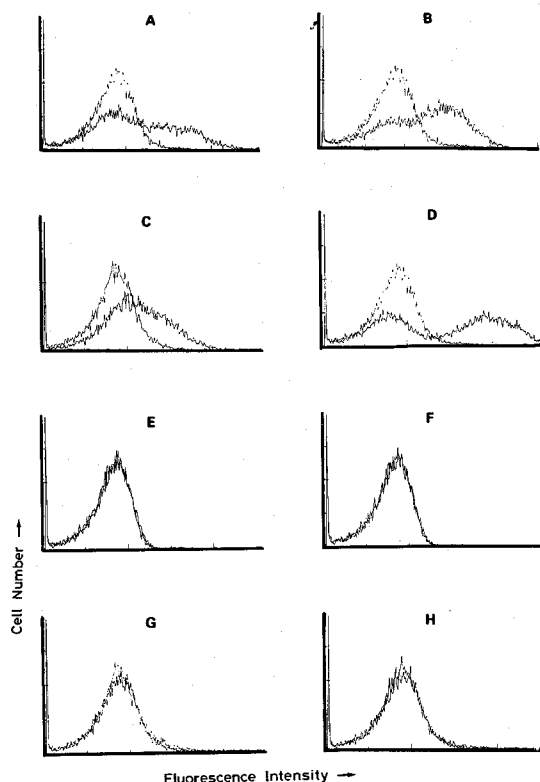 A
B
C
D
E
F
G
H
Cell Number →
Fluorescence Intensity →